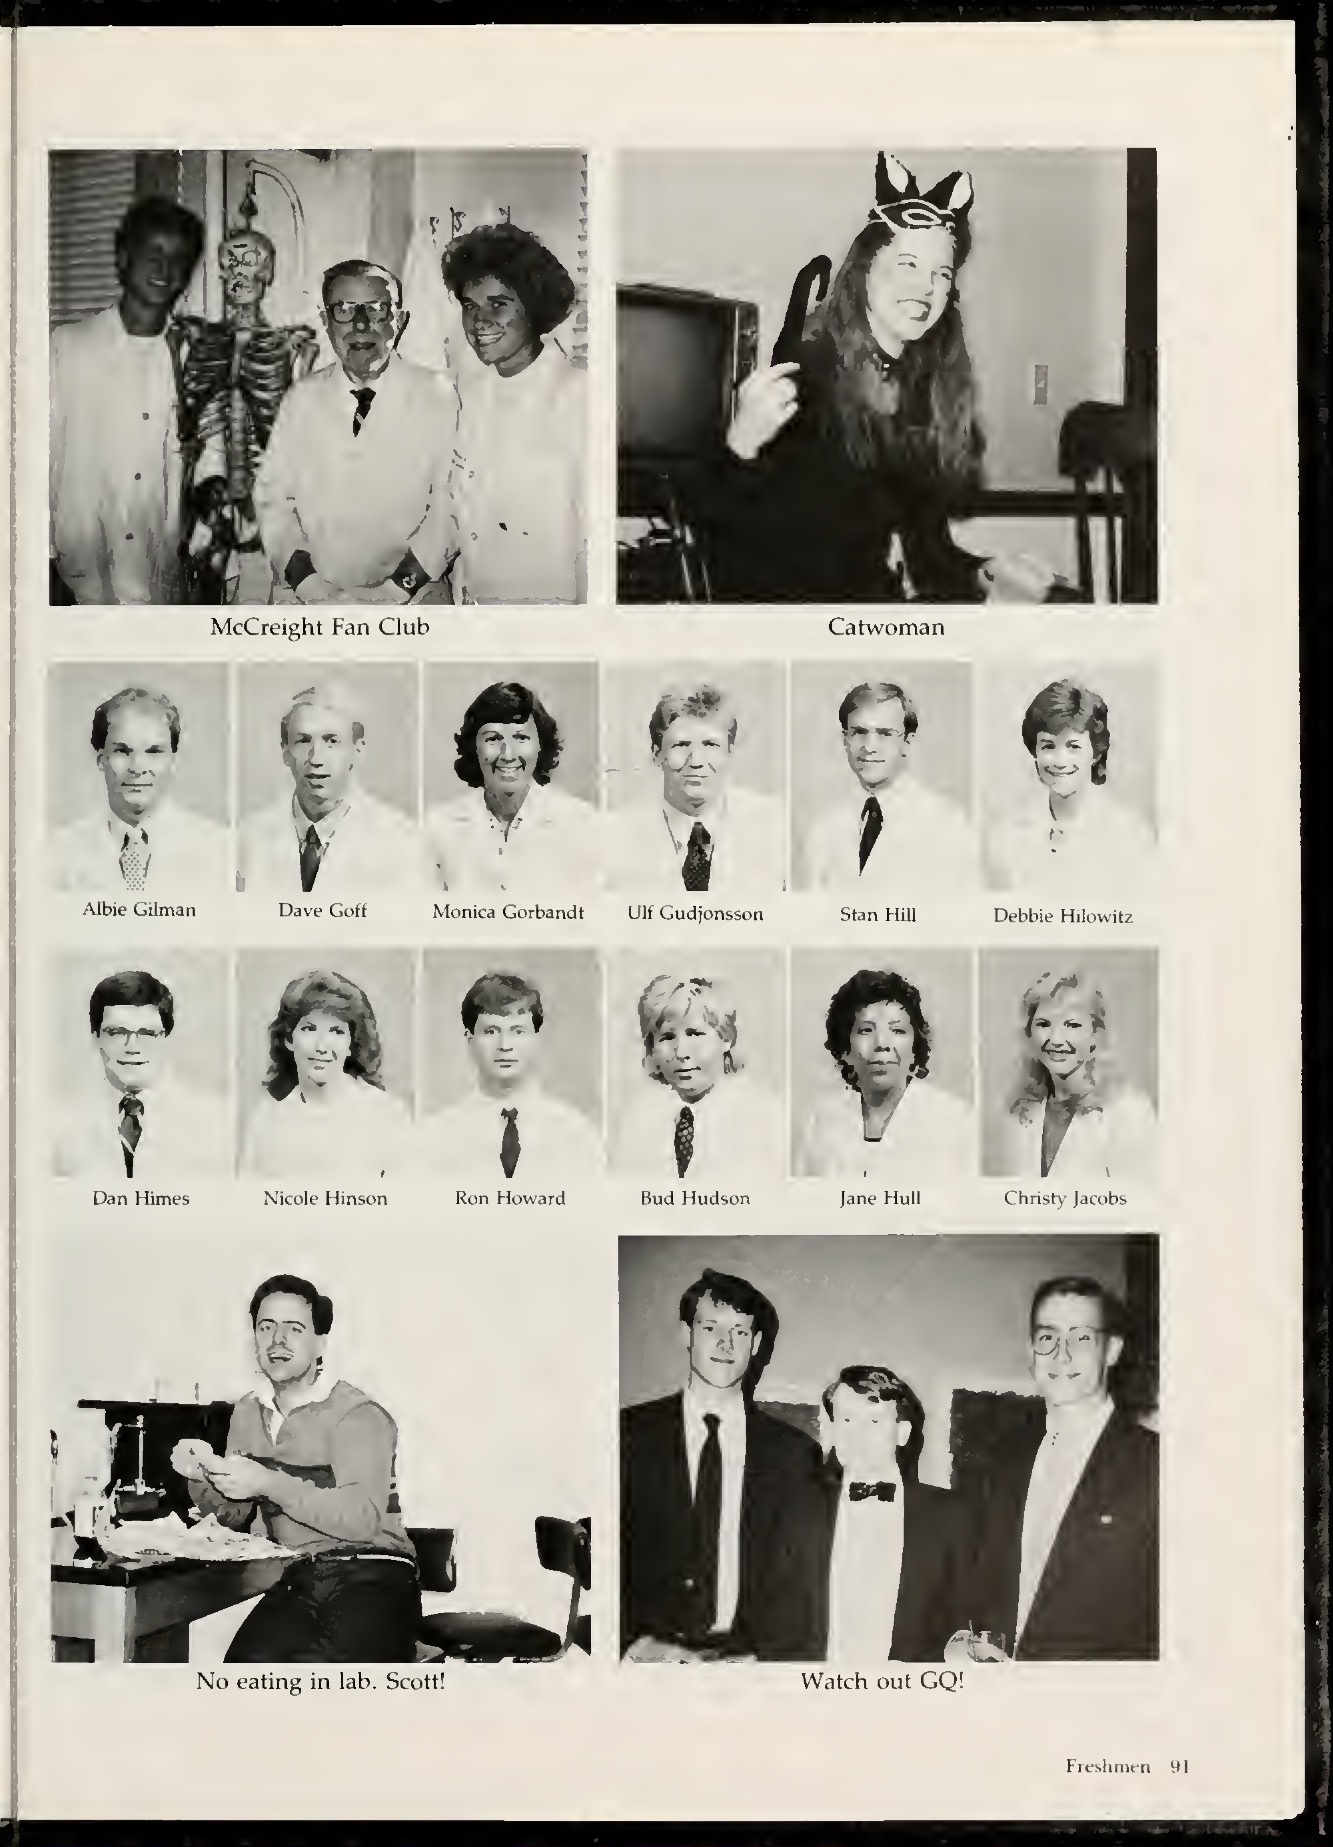 McCreight Fan Club
Catwoman
Albie Gilman
Dave Goff
Monica Gorbandt
Ulf Gudjonsson
Stan Hill
Debbie Hilowitz
Dan Himes
Nicole Hinson
Ron Howard
Bud Hudson
Jane Hull
Christy Jacobs
No eating in lab. Scott!
Watch out GQ!
Freshmen 91